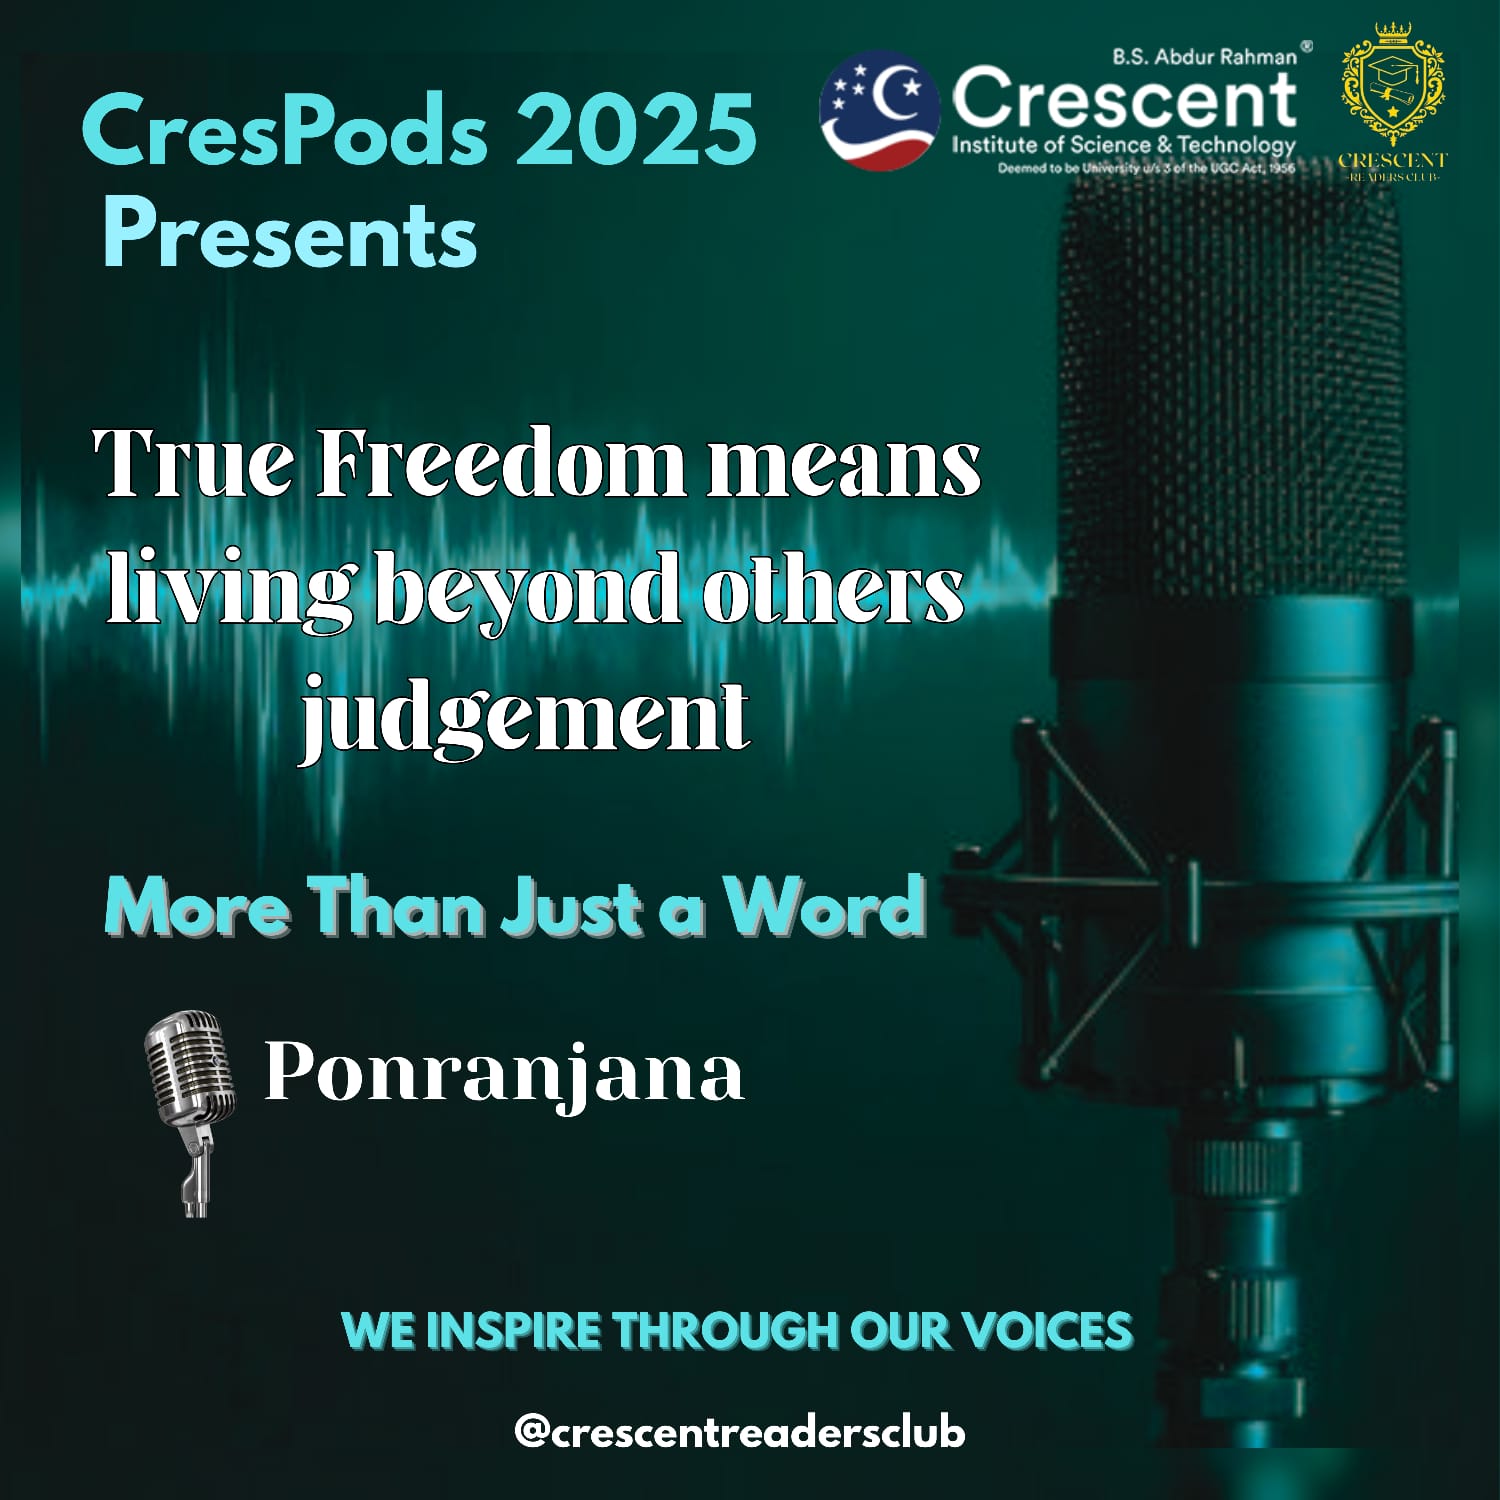 CresPods 2025
Presents
B.S. Abdur Rahman ®
Crescent
Institute of Science & Technology
Deemed to be University u/s 3 of the UGC Act, 1956
CRESCENT
-READERS CLUB-
True Freedom means
living beyond others
judgement
More Than Just a Word
Ponranjana
WE INSPIRE THROUGH OUR VOICES
@crescentreadersclub